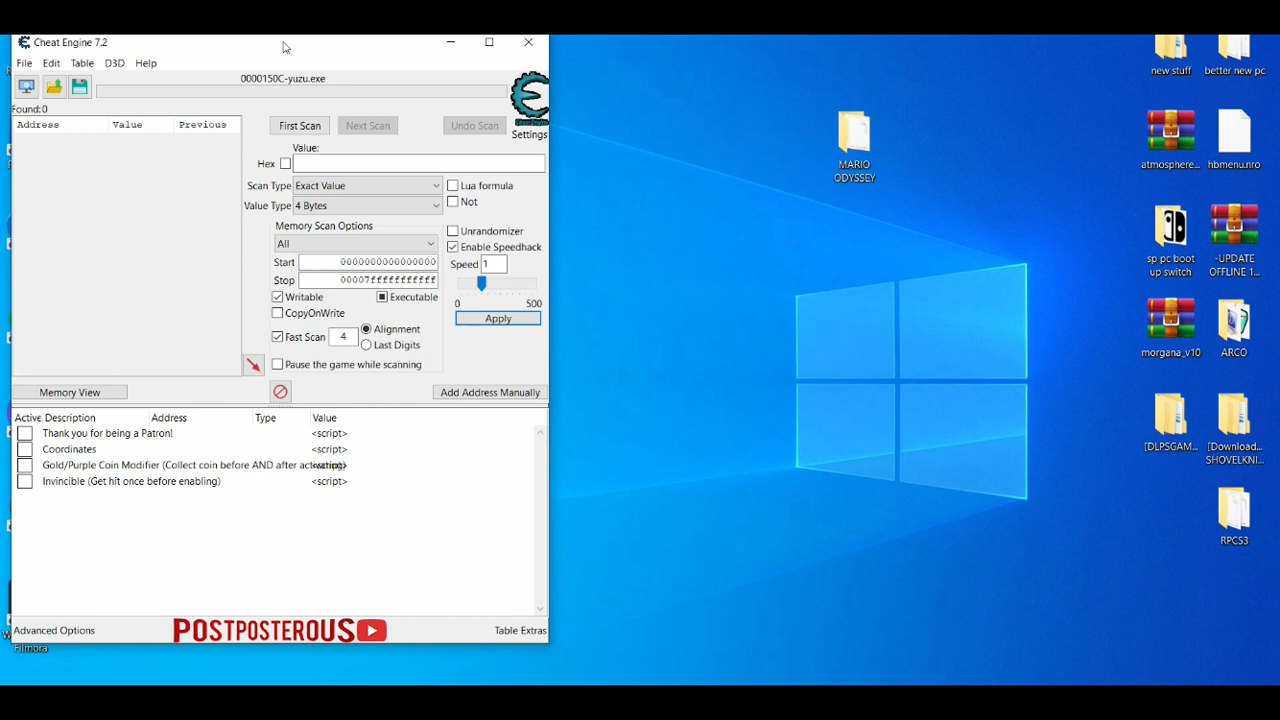 Cheat Engine 7.2
File Edit Table D3D Help
0000150C-yuzu.exe
Found:0
Address Value Previous
First Scan Next Scan Undo Scan
Settings
Value:
Hex
Scan Type Exact Value
Lua formula
Value Type 4 Bytes
Not
Memory Scan Options
All
Unrandomizer
Enable Speedhack
Start 0000000000000000
Speed 1
Stop 00007fffffffffff
Writable Executable
0 500
CopyOnWrite
Apply
Fast Scan 4
Alignment
Last Digits
Pause the game while scanning
Memory View
Add Address Manually
Active Description Address Type Value
Thank you for being a Patron! <script>
Coordinates <script>
Gold/Purple Coin Modifier (Collect coin before AND after activating) <script>
Invincible (Get hit once before enabling) <script>
Advanced Options
POSTPOSTEROUS
Table Extras
Filmora
MARIO
ODYSSEY
new stuff
better new pc
atmosphere...
hbmenu.nro
sp pc boot
up switch
-UPDATE
OFFLINE 1...
morgana_v10
ARCO
[DLPSGAM...
[Download...
SHOVELKNI...
RPCS3